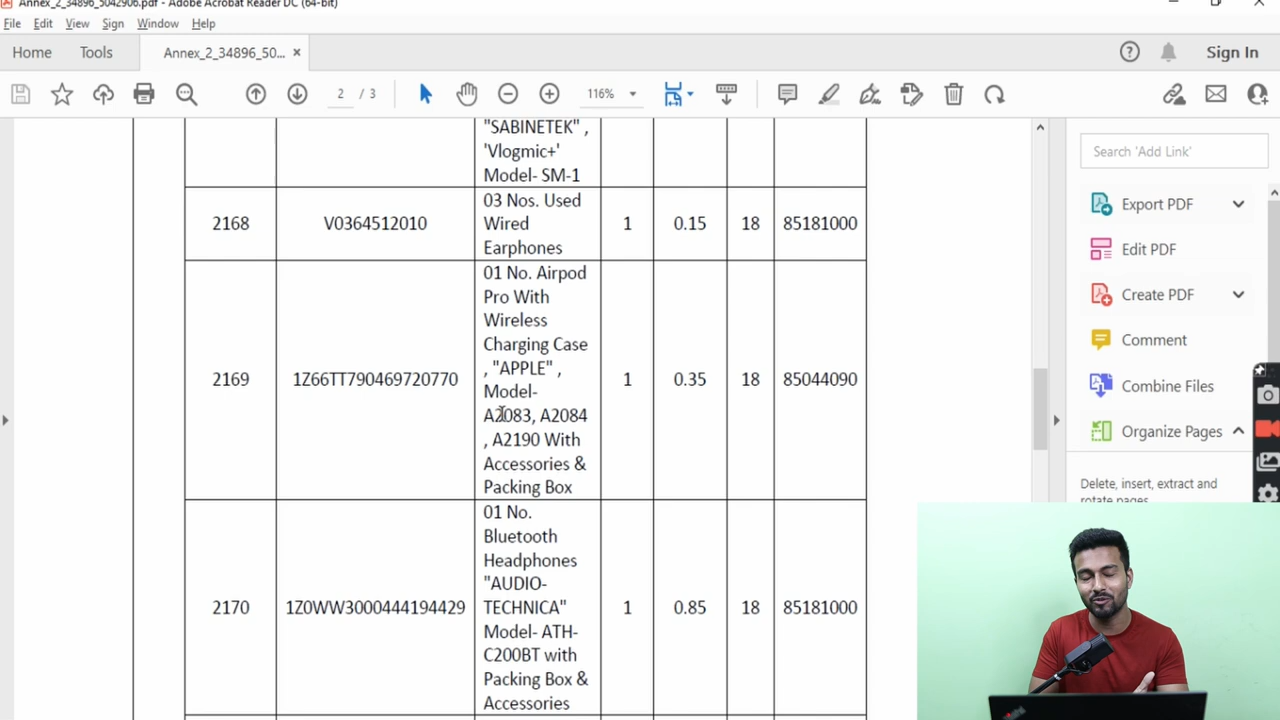 Annex_2_34896_5042906.pdf - Adobe Acrobat Reader DC (64-bit)
File Edit View Sign Window Help
Home Tools Annex_2_34896_50... × Sign In
2 / 3 116%
"SABINETEK" ,
'Vlogmic+'
Model- SM-1
2168 V0364512010 03 Nos. Used
Wired
Earphones 1 0.15 18 85181000
2169 1Z66TT790469720770 01 No. Airpod
Pro With
Wireless
Charging Case
, "APPLE" ,
Model-
A2083, A2084
, A2190 With
Accessories &
Packing Box 1 0.35 18 85044090
2170 1Z0WW3000444194429 01 No.
Bluetooth
Headphones
"AUDIO-
TECHNICA"
Model- ATH-
C200BT with
Packing Box &
Accessories 1 0.85 18 85181000
Search 'Add Link'
Export PDF
Edit PDF
Create PDF
Comment
Combine Files
Organize Pages
Delete, insert, extract and
rotate pages